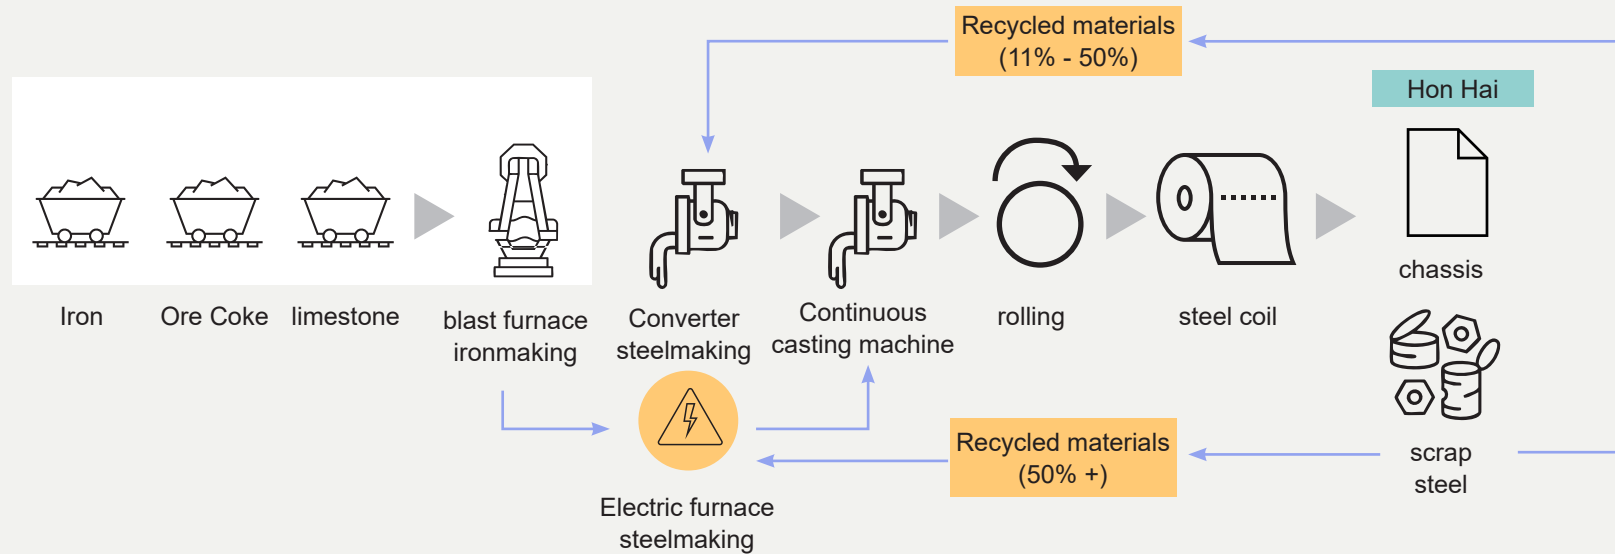 Recycled materials
(11% - 50%)
Hon Hai
Iron
Ore Coke
limestone
blast furnace
ironmaking
Converter
steelmaking
Continuous
casting machine
rolling
steel coil
chassis
Recycled materials
(50% +)
scrap
steel
Electric furnace
steelmaking